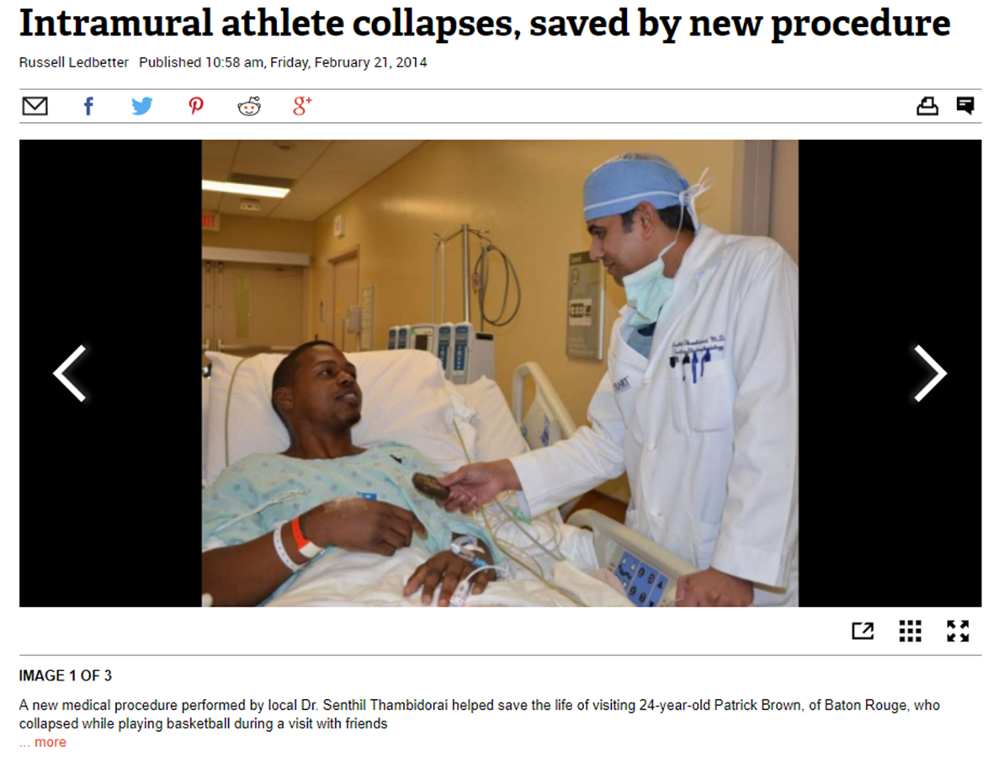 Intramural athlete collapses, saved by new procedure
Russell Ledbetter Published 10:58 am, Friday, February 21, 2014
IMAGE 1 OF 3
A new medical procedure performed by local Dr. Senthil Thambidorai helped save the life of visiting 24-year-old Patrick Brown, of Baton Rouge, who
collapsed while playing basketball during a visit with friends
... more